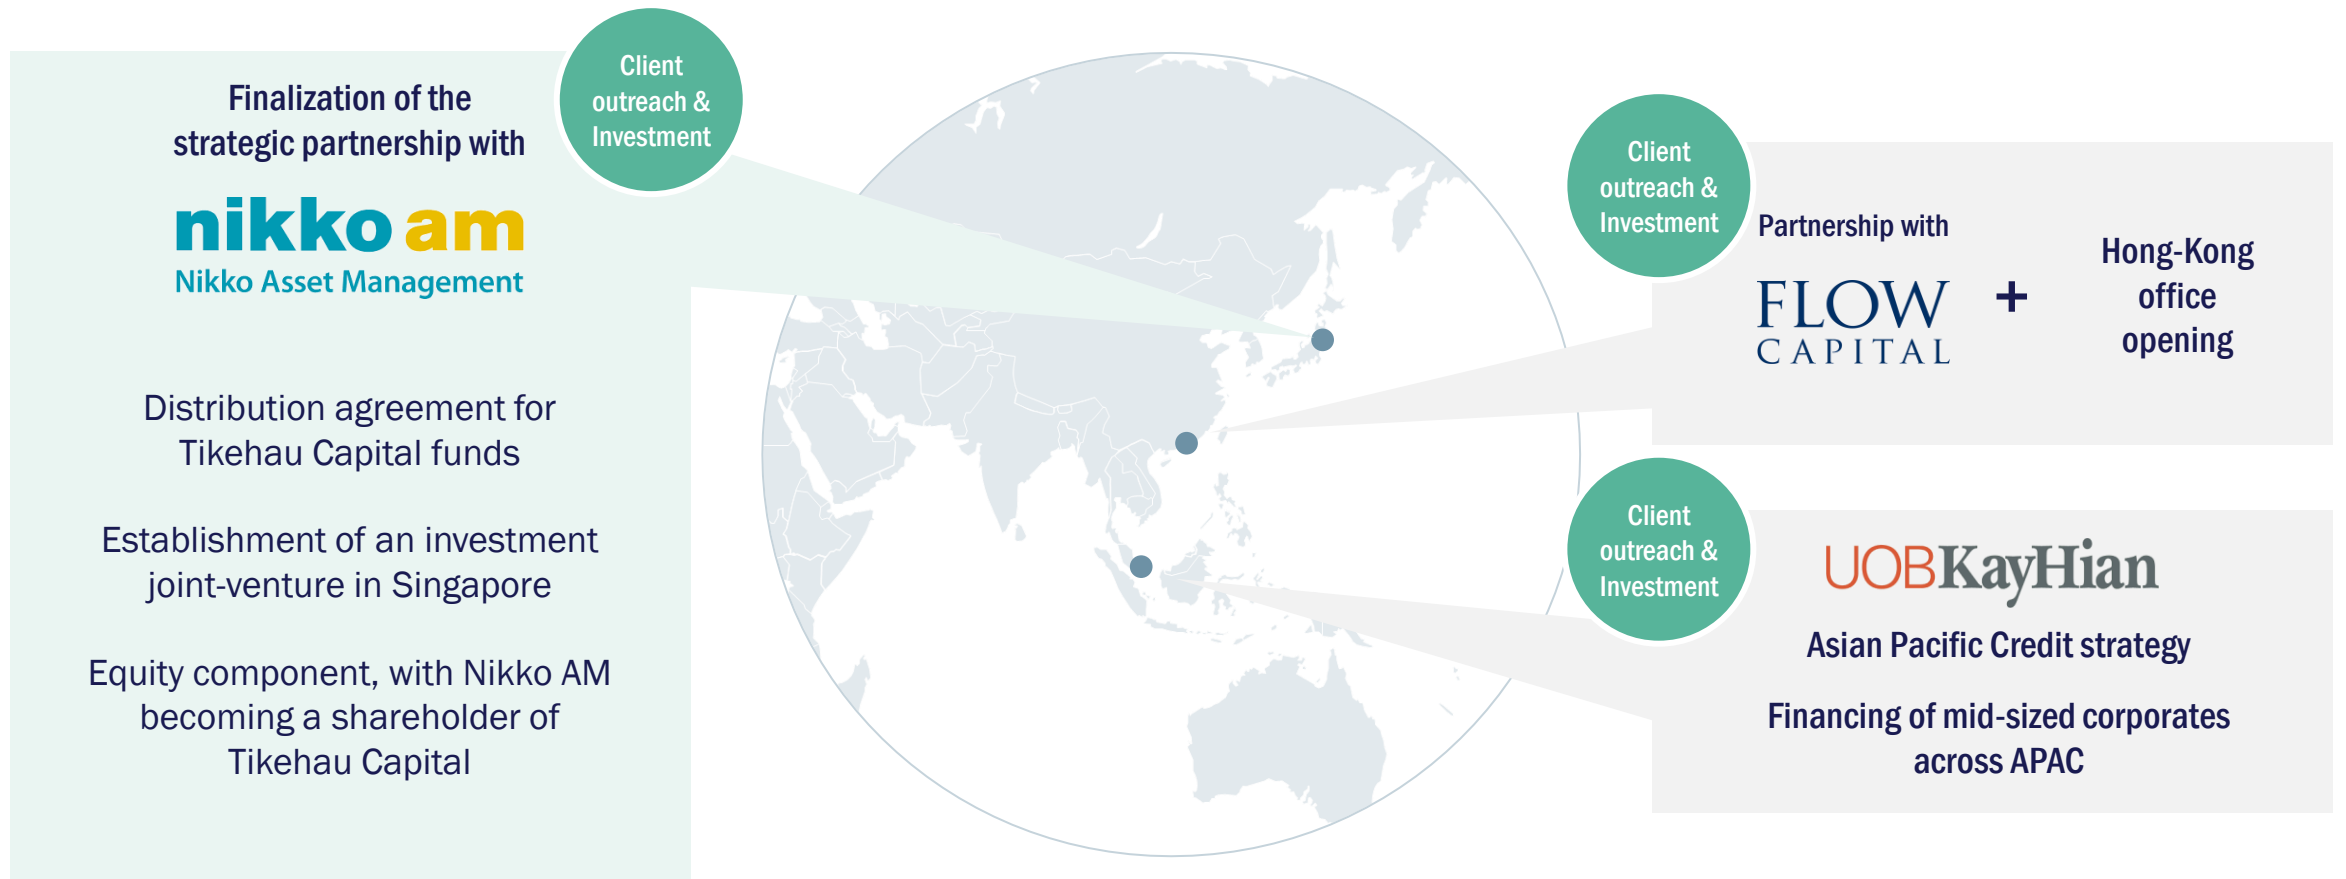 Client
outreach &
Investment
Finalization of the
strategic partnership with
nikko am
Nikko Asset Management
Distribution agreement for
Tikehau Capital funds
Establishment of an investment
joint-venture in Singapore
Equity component, with Nikko AM
becoming a shareholder of
Tikehau Capital
Client
outreach &
Investment
Partnership with
FLOW
CAPITAL
+
Hong-Kong
office
opening
Client
outreach &
Investment
UOBKayHian
Asian Pacific Credit strategy
Financing of mid-sized corporates
across APAC